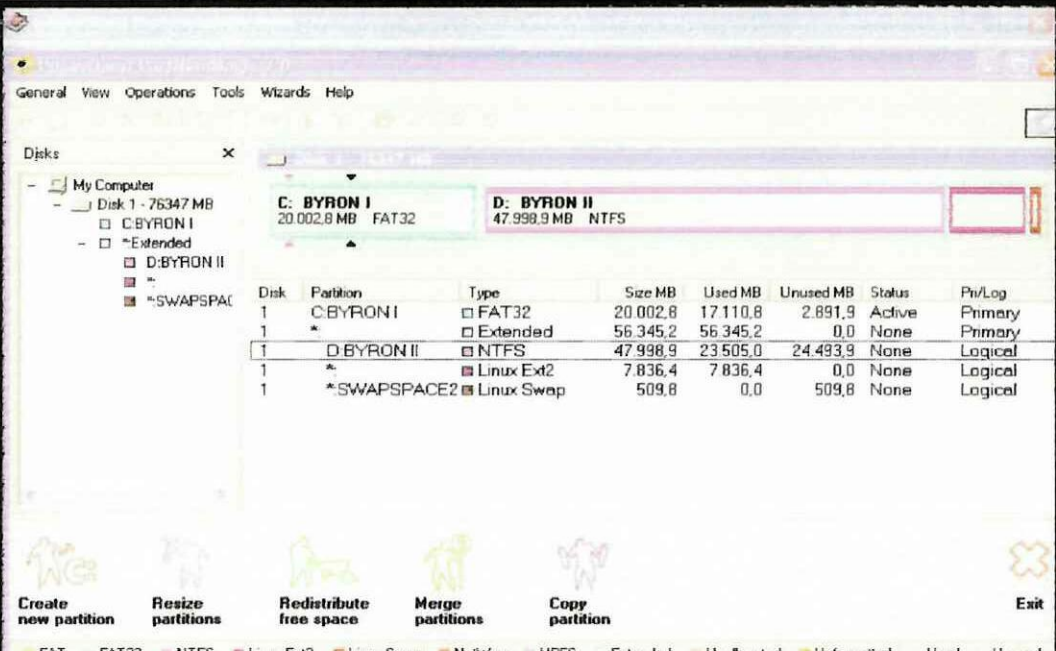 General View Operations Tools Wizards Help
Disks ×
My Computer
Disk 1 - 76347 MB
C:BYRON I
*:Extended
D:BYRON II
*:
*:SWAPSPAC
C: BYRON I
20.002,8 MB FAT32
D: BYRON II
47.998,9 MB NTFS
Disk Partition Type Size MB Used MB Unused MB Status Pri/Log
1 C:BYRON I FAT32 20.002,8 17.110,8 2.891,9 Active Primary
1 *: Extended 56.345,2 56.345,2 0,0 None Primary
1 D:BYRON II NTFS 47.998,9 23.505,0 24.493,9 None Logical
1 *: Linux Ext2 7.836,4 7.836,4 0,0 None Logical
1 *:SWAPSPACE2 Linux Swap 509,8 0,0 509,8 None Logical
Create new partition
Resize partitions
Redistribute free space
Merge partitions
Copy partition
Exit